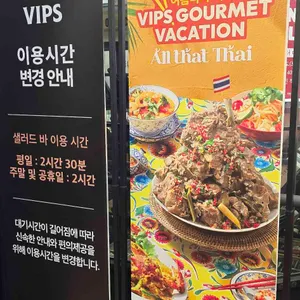 VIPS
이용시간
변경 안내
샐러드 바 이용 시간
평일 : 2시간 30분
주말 및 공휴일 : 2시간
대기시간이 길어짐에 따라
신속한 안내와 편의제공을
위해 이용시간을 변경합니다.
VIPS GOURMET
VACATION
All that Thai